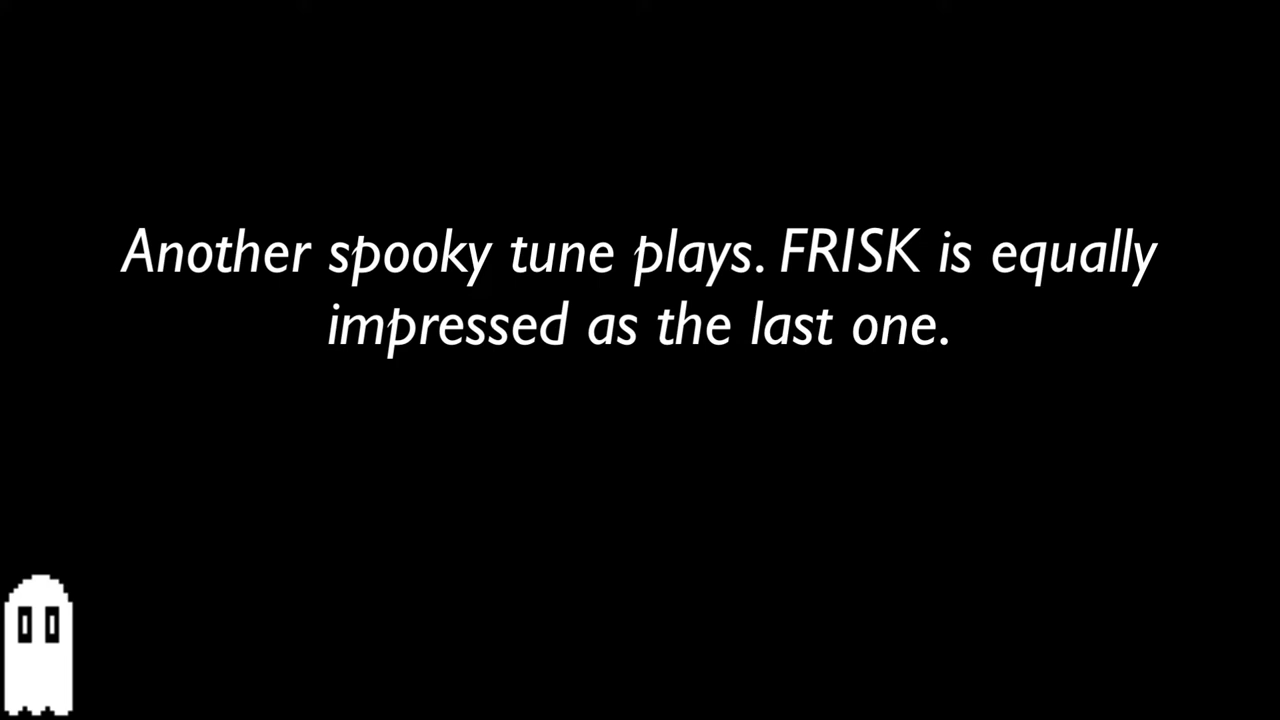 Another spooky tune plays. FRISK is equally
impressed as the last one.